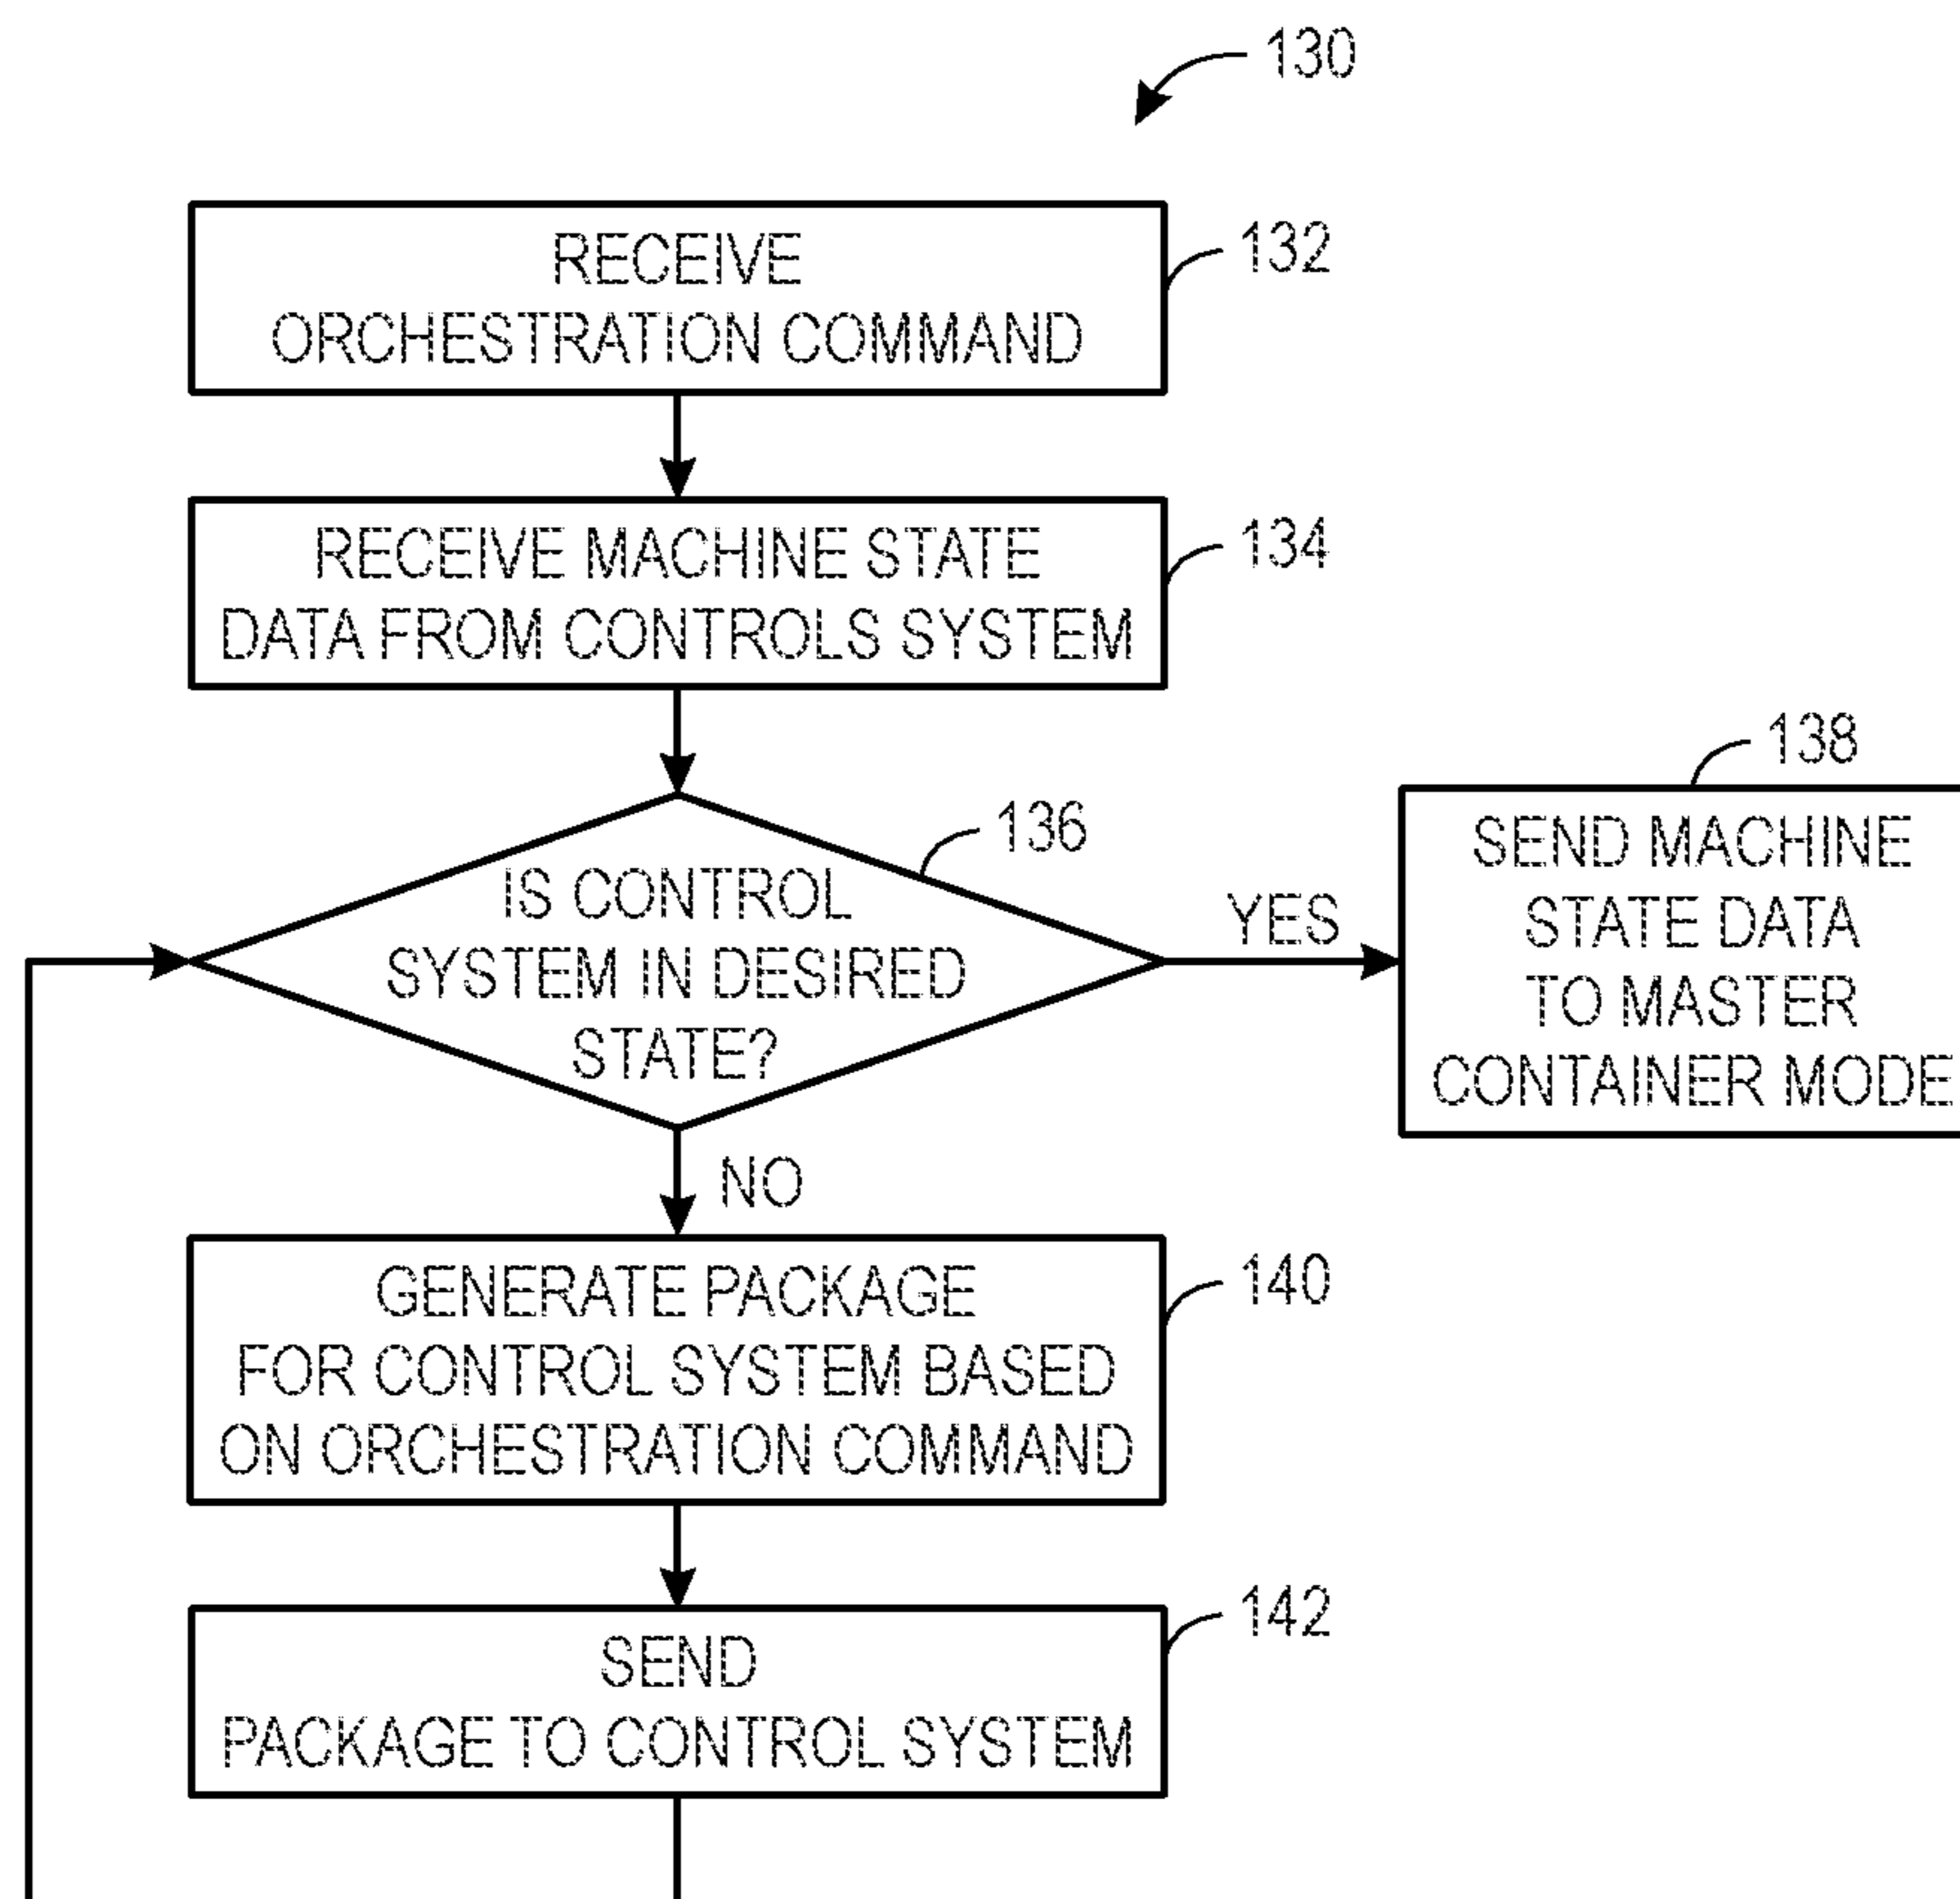 130
RECEIVE
ORCHESTRATION COMMAND
132
RECEIVE MACHINE STATE
DATA FROM CONTROLS SYSTEM
134
136
IS CONTROL
SYSTEM IN DESIRED
STATE?
YES
138
SEND MACHINE
STATE DATA
TO MASTER
CONTAINER MODE
NO
GENERATE PACKAGE
FOR CONTROL SYSTEM BASED
ON ORCHESTRATION COMMAND
140
SEND
PACKAGE TO CONTROL SYSTEM
142